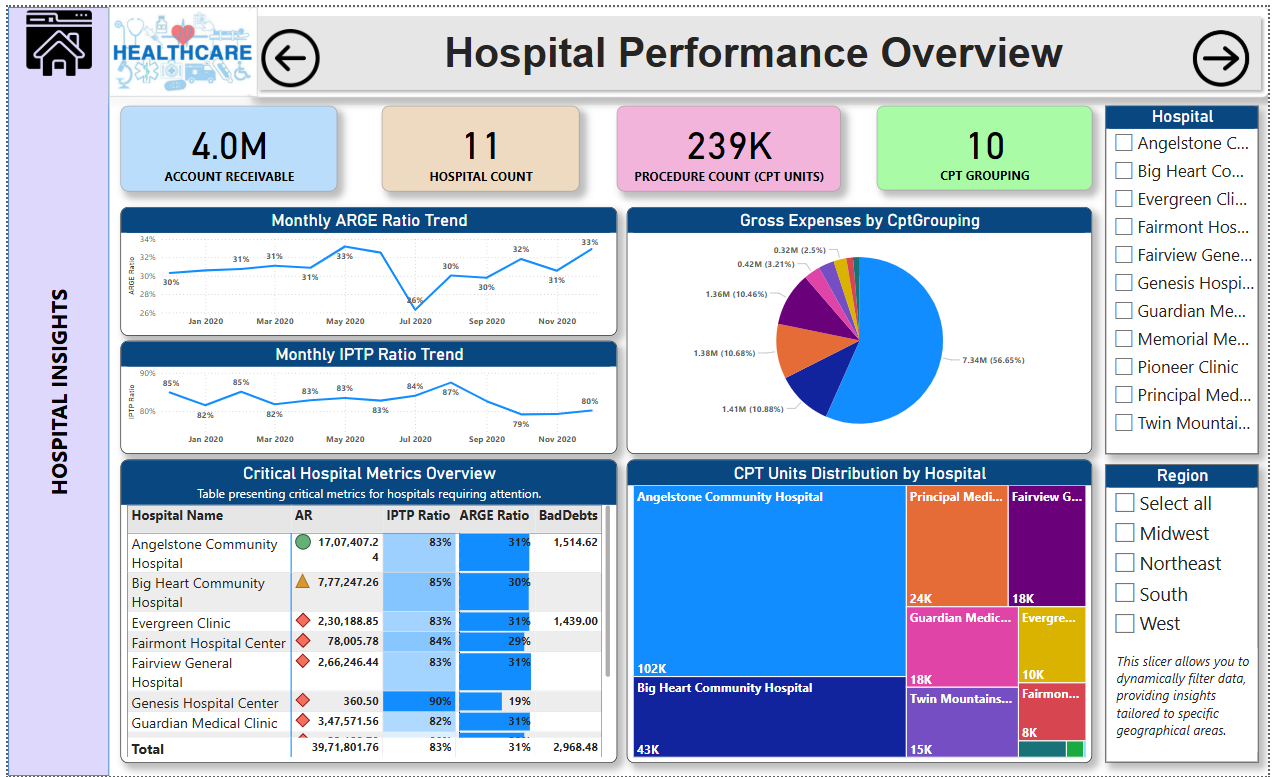 HEALTHCARE
Hospital Performance Overview
HOSPITAL INSIGHTS
4.0M
ACCOUNT RECEIVABLE
11
HOSPITAL COUNT
239K
PROCEDURE COUNT (CPT UNITS)
10
CPT GROUPING
Hospital
Angelstone C...
Big Heart Co...
Evergreen Cli...
Fairmont Hos...
Fairview Gene...
Genesis Hospi...
Guardian Me...
Memorial Me...
Pioneer Clinic
Principal Med...
Twin Mountai...
Monthly ARGE Ratio Trend
ARGE Ratio
34%
32%
30%
28%
26%
30%
31%
31%
31%
33%
26%
30%
30%
32%
31%
33%
Jan 2020 Mar 2020 May 2020 Jul 2020 Sep 2020 Nov 2020
Monthly IPTP Ratio Trend
IPTP Ratio
90%
80%
85%
82%
85%
82%
83%
83%
83%
84%
87%
79%
80%
Jan 2020 Mar 2020 May 2020 Jul 2020 Sep 2020 Nov 2020
Gross Expenses by CptGrouping
0.32M (2.5%)
0.42M (3.21%)
1.36M (10.46%)
1.38M (10.68%)
1.41M (10.88%)
7.34M (56.65%)
Critical Hospital Metrics Overview
Table presenting critical metrics for hospitals requiring attention.
Hospital Name AR IPTP Ratio ARGE Ratio BadDebts
Angelstone Community Hospital 17,07,407.24 83% 31% 1,514.62
Big Heart Community Hospital 7,77,247.26 85% 30%
Evergreen Clinic 2,30,188.85 83% 31% 1,439.00
Fairmont Hospital Center 78,005.78 84% 29%
Fairview General Hospital 2,66,246.44 83% 31%
Genesis Hospital Center 360.50 90% 19%
Guardian Medical Clinic 3,47,571.56 82% 31%
Total 39,71,801.76 83% 31% 2,968.48
CPT Units Distribution by Hospital
Angelstone Community Hospital
102K
Big Heart Community Hospital
43K
Principal Medi...
24K
Fairview G...
18K
Guardian Medic...
18K
Evergre...
10K
Twin Mountains...
15K
Fairmon...
8K
Region
Select all
Midwest
Northeast
South
West
This slicer allows you to
dynamically filter data,
providing insights
tailored to specific
geographical areas.